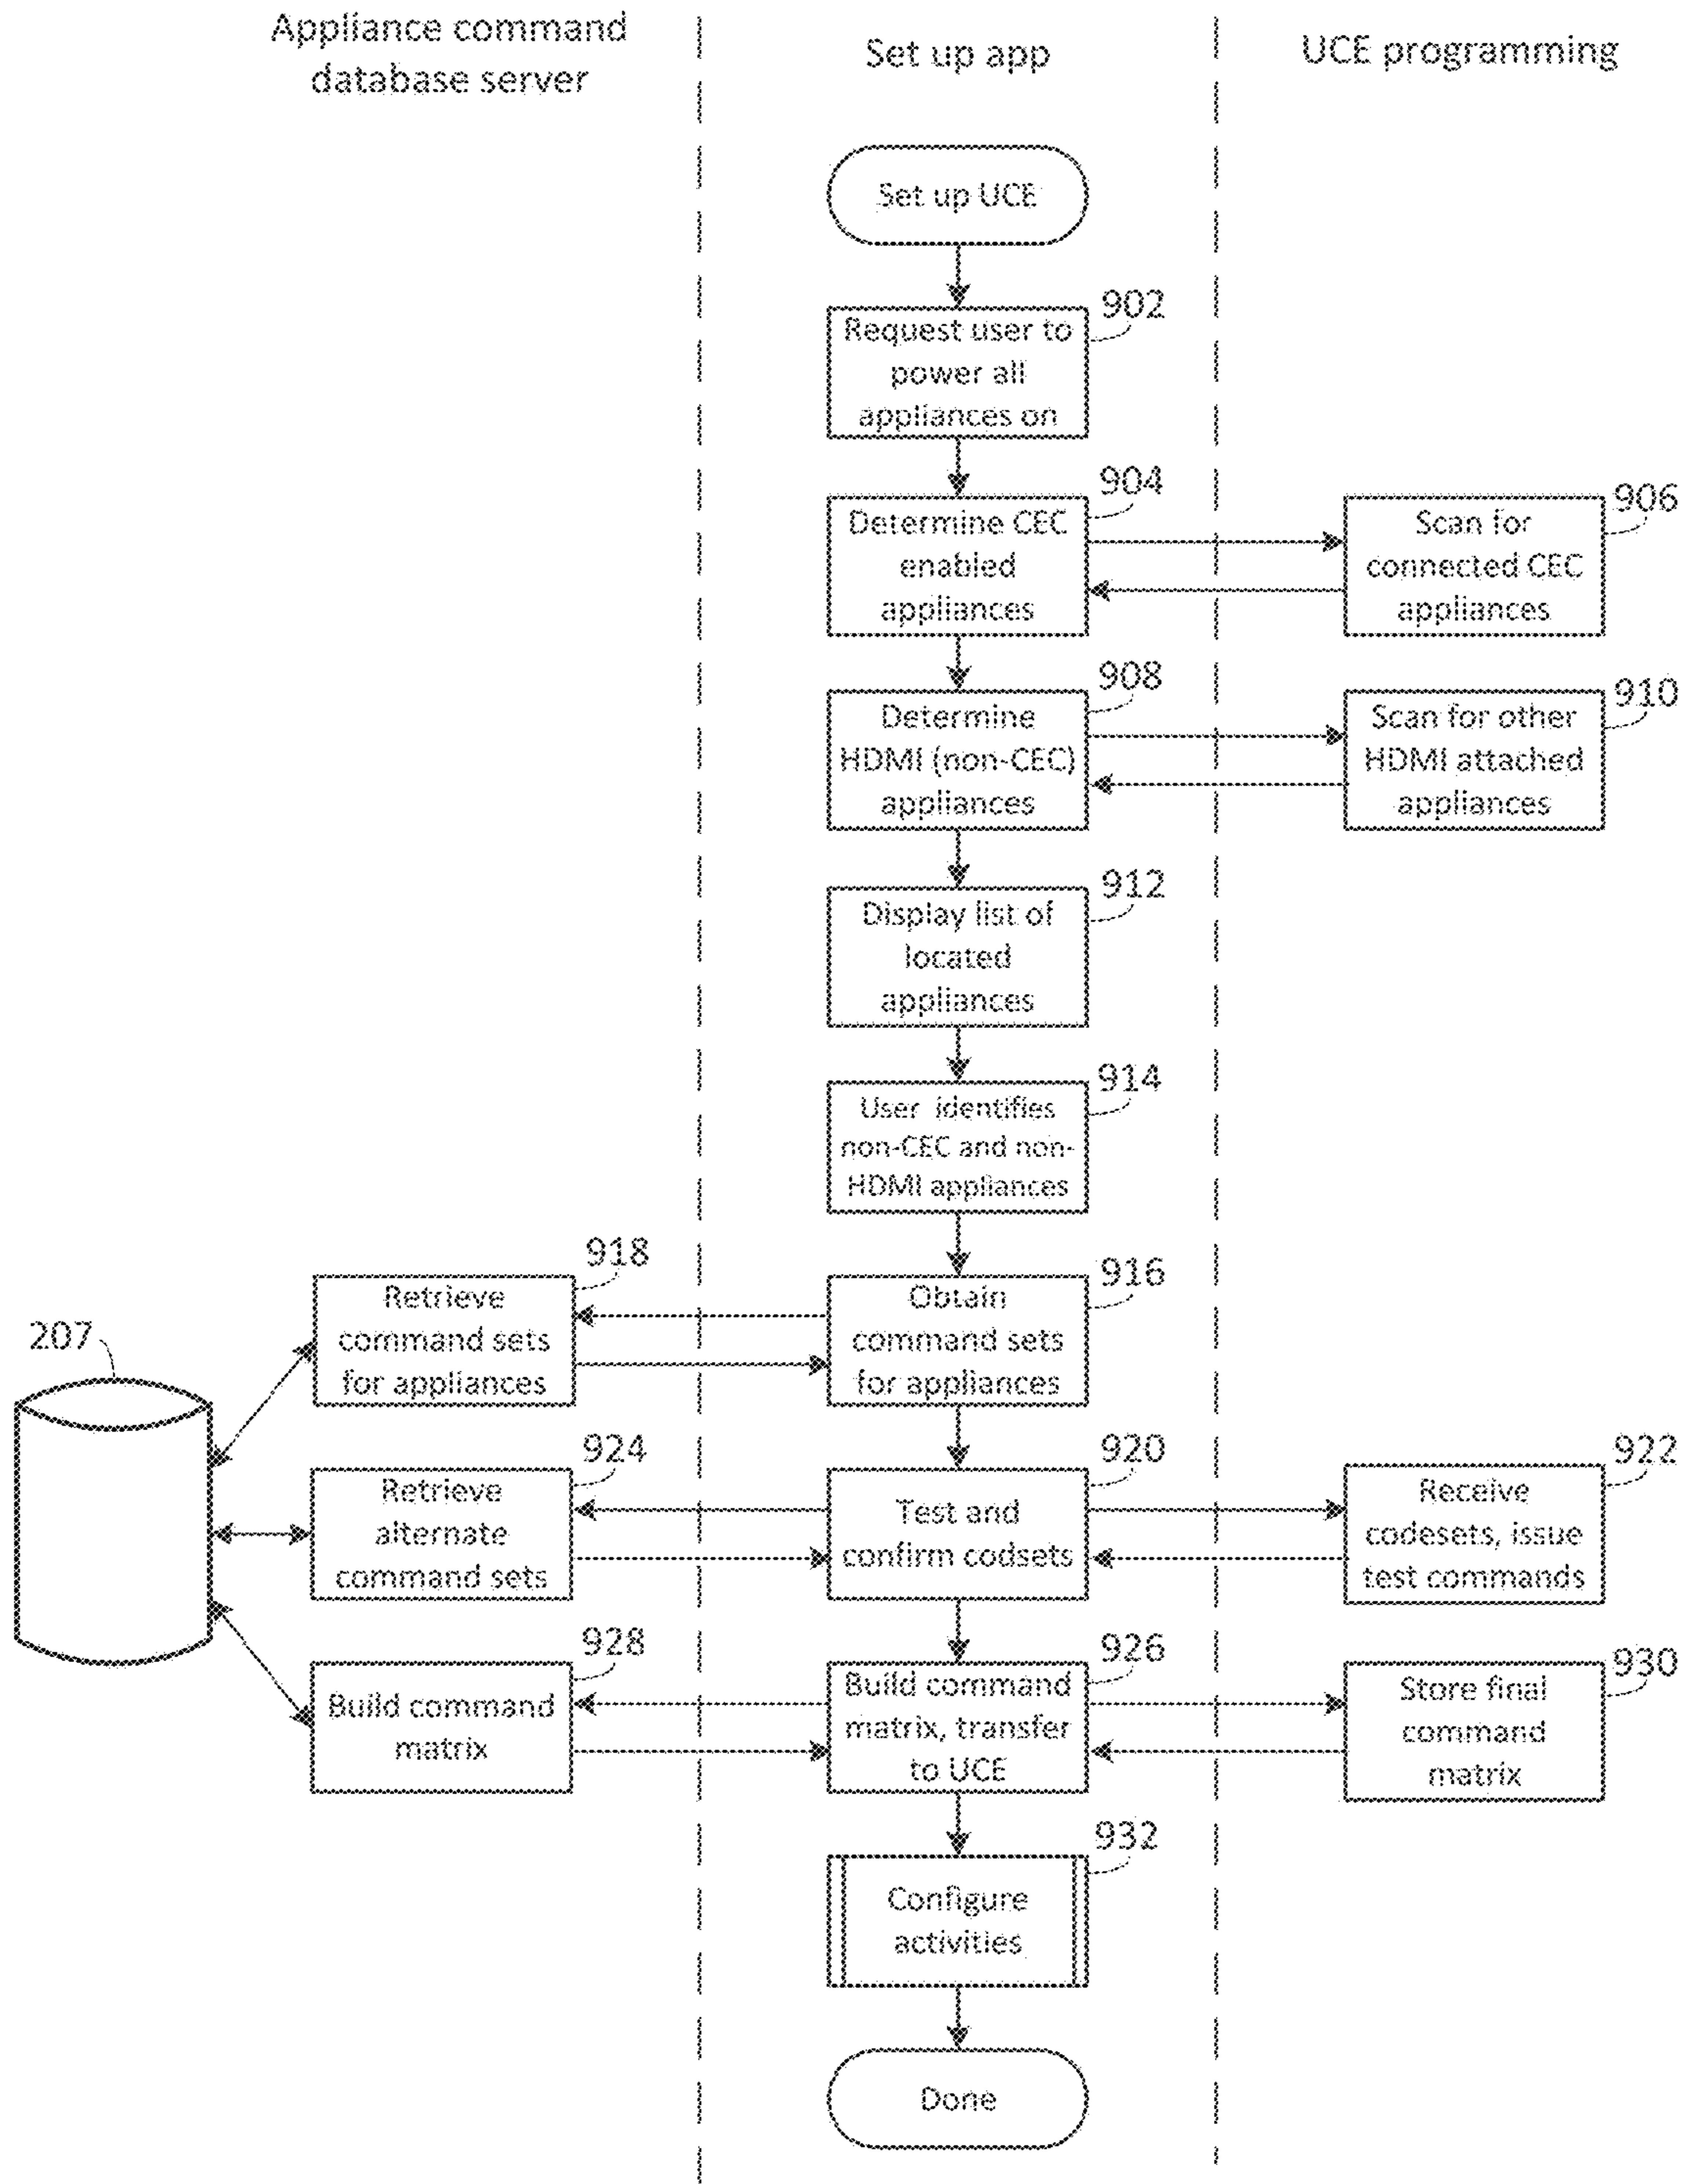 Appliance command
database server
Set up app
UCE programming
Set up UCE
902
Request user to
power all
appliances on
904
Determine CEC
enabled
appliances
906
Scan for
connected CEC
appliances
908
Determine
HDMI (non-CEC)
appliances
910
Scan for other
HDMI attached
appliances
912
Display list of
located
appliances
914
User identifies
non-CEC and non-
HDMI appliances
918
Retrieve
command sets
for appliances
916
Obtain
command sets
for appliances
207
924
Retrieve
alternate
command sets
920
Test and
confirm codsets
922
Receive
codesets, issue
test commands
928
Build command
matrix
926
Build command
matrix, transfer
to UCE
930
Store final
command
matrix
932
Configure
activities
Done